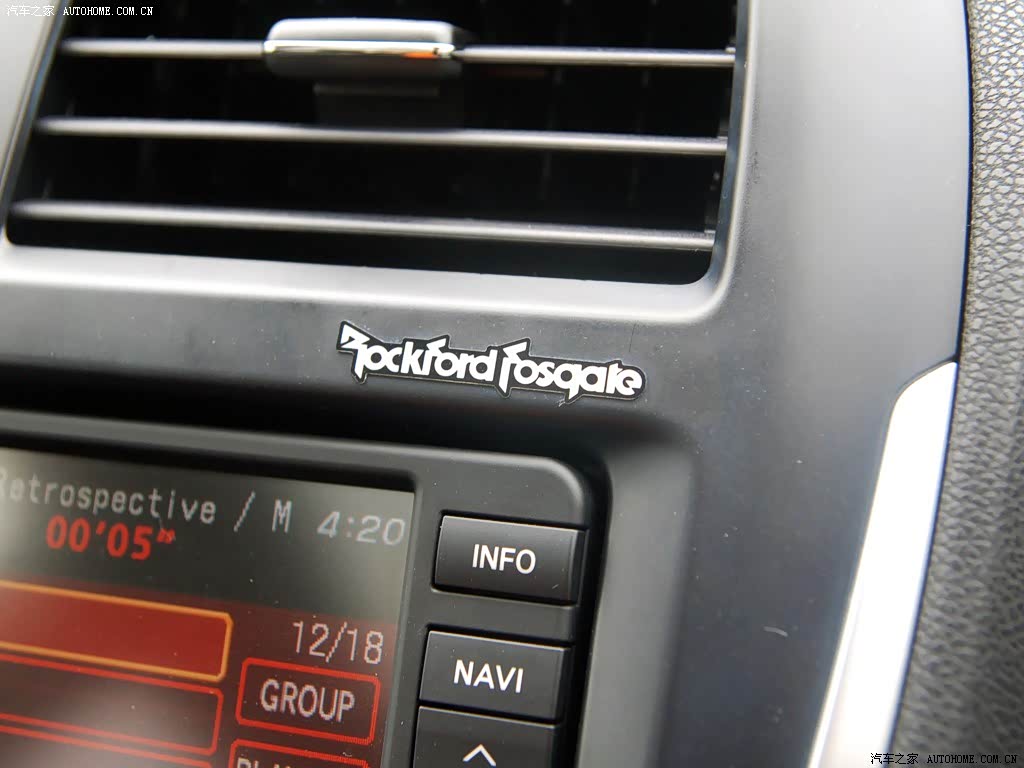 汽车之家 AUTOHOME.COM.CN
Rockford Fosgate
Retrospective / M 4:20
00'05"
INFO
12/18
NAVI
GROUP
汽车之家 AUTOHOME.COM.CN